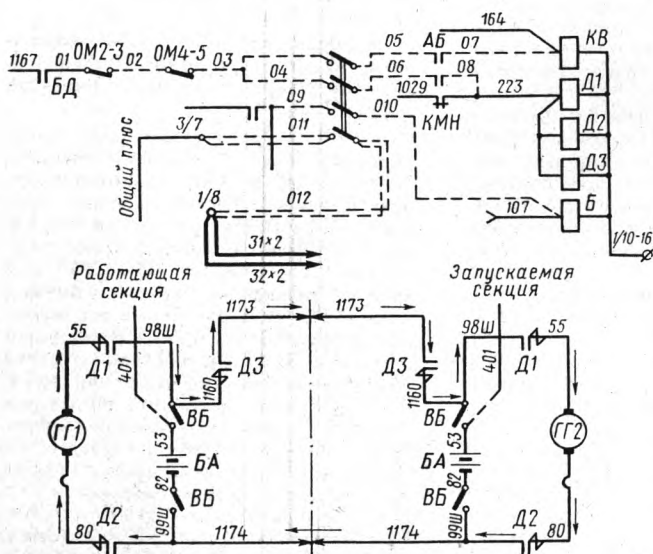 164
05 АБ 07 КВ
1167 01 ОМ2-3 02 ОМ4-5 03
БД
04 06 08 Д1
1029 223
09 010 КМН Д2
3/7 011
Д3
Общий плюс
Б
1/8 012 107
31×2
32×2
1/10-16
Работающая секция
Запускаемая секция
1173 1173
55 98Ш 98Ш 55
Д1 401 Д3 Д3 401 Д1
1160 1160
ВБ ВБ
ГГ1 53 53 ГГ2
БА БА
82 82
ВБ ВБ
Д2 99Ш 99Ш Д2
80 1174 1174 80